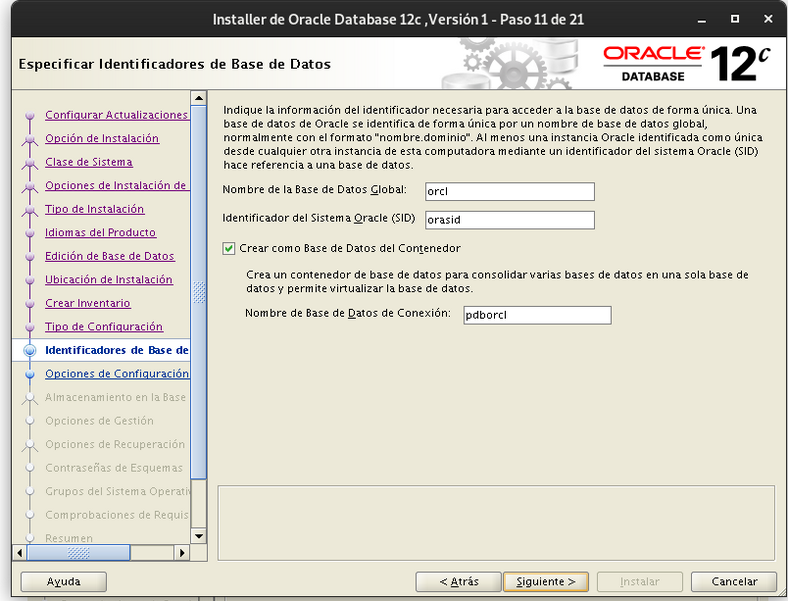 Installer de Oracle Database 12c ,Versión 1 - Paso 11 de 21
Especificar Identificadores de Base de Datos
ORACLE
DATABASE
12c
Configurar Actualizaciones
Opción de Instalación
Clase de Sistema
Opciones de Instalación de
Tipo de Instalación
Idiomas del Producto
Edición de Base de Datos
Ubicación de Instalación
Crear Inventario
Tipo de Configuración
Identificadores de Base de
Opciones de Configuración
Almacenamiento en la Base
Opciones de Gestión
Opciones de Recuperación
Contraseñas de Esquemas
Grupos del Sistema Operati
Comprobaciones de Requis
Resumen
Indique la información del identificador necesaria para acceder a la base de datos de forma única. Una
base de datos de Oracle se identifica de forma única por un nombre de base de datos global,
normalmente con el formato "nombre.dominio". Al menos una instancia Oracle identificada como única
desde cualquier otra instancia de esta computadora mediante un identificador del sistema Oracle (SID)
hace referencia a una base de datos.
Nombre de la Base de Datos Global: orcl
Identificador del Sistema Oracle (SID) orasid
Crear como Base de Datos del Contenedor
Crea un contenedor de base de datos para consolidar varias bases de datos en una sola base de
datos y permite virtualizar la base de datos.
Nombre de Base de Datos de Conexión: pdborcl
Ayuda
< Atrás
Siguiente >
Instalar
Cancelar